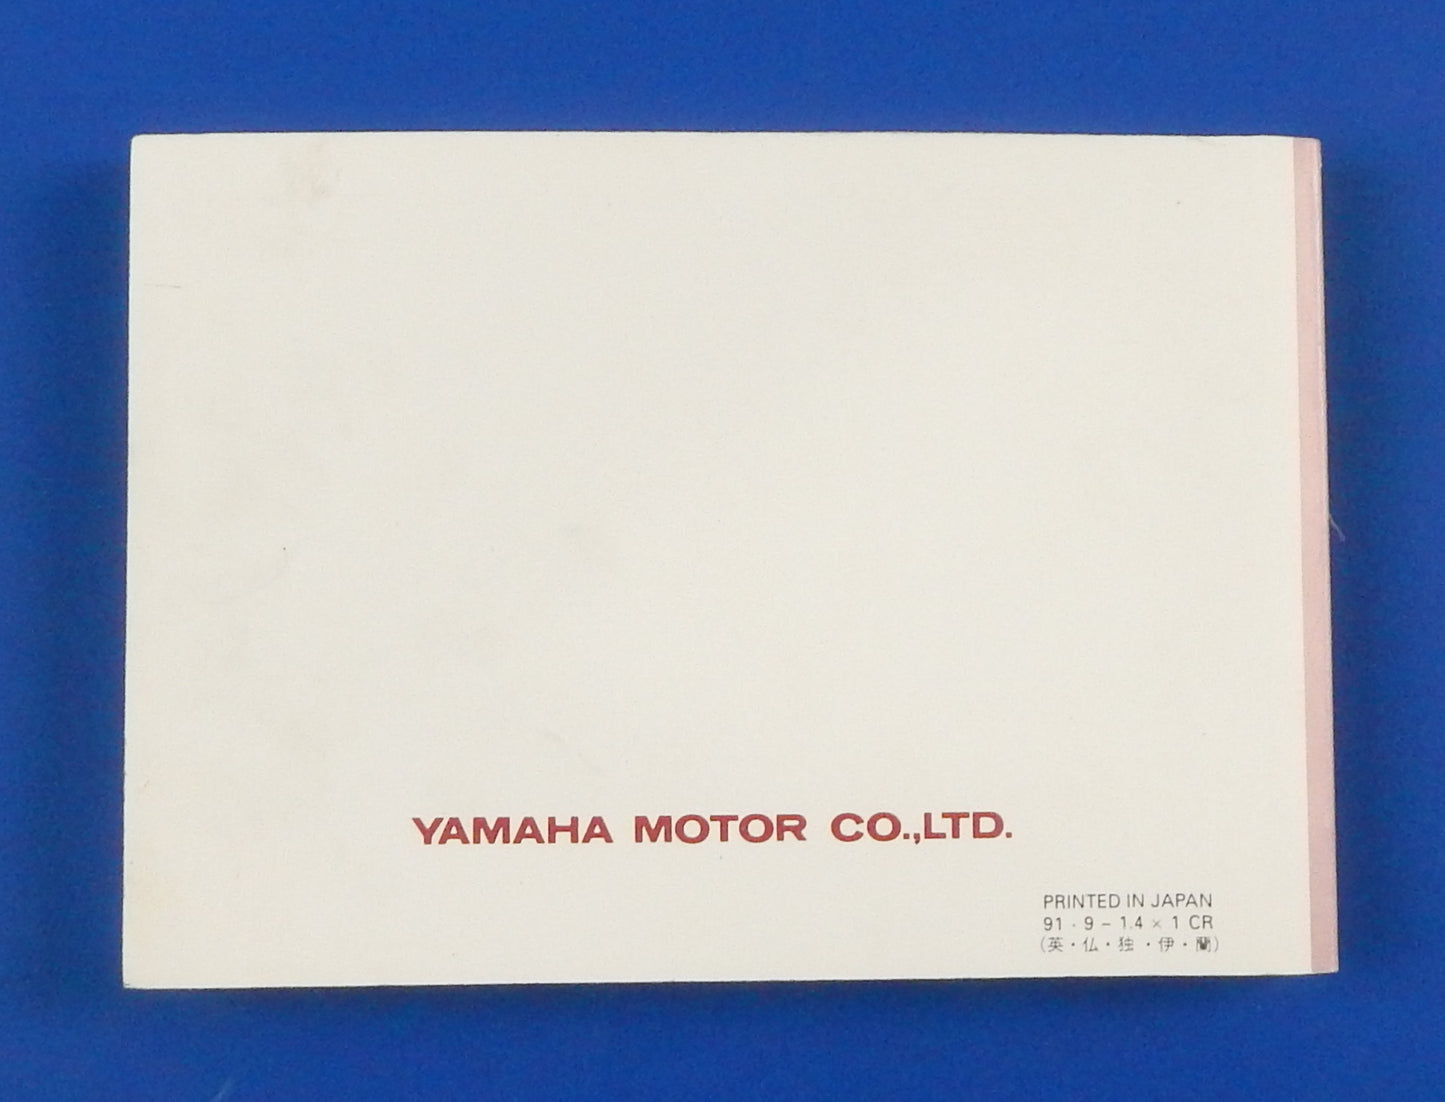 YAMAHA MOTOR CO.,LTD.
PRINTED IN JAPAN
91・9－1.4×1 CR
(英・仏・独・伊・蘭)